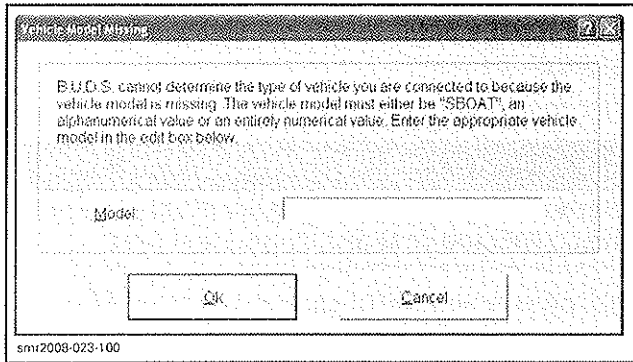 Vehicle Model Missing
B.U.D.S. cannot determine the type of vehicle you are connected to because the
vehicle model is missing. The vehicle model must either be "SBOAT", an
alphanumerical value or an entirely numerical value. Enter the appropriate vehicle
model in the edit box below.
Model:
Ok
Cancel
smr2008-023-100